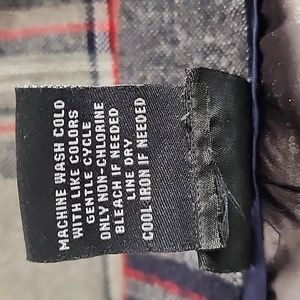 MACHINE WASH COLD
WITH LIKE COLORS
GENTLE CYCLE
ONLY NON-CHLORINE
BLEACH IF NEEDED
LINE DRY
COOL IRON IF NEEDED